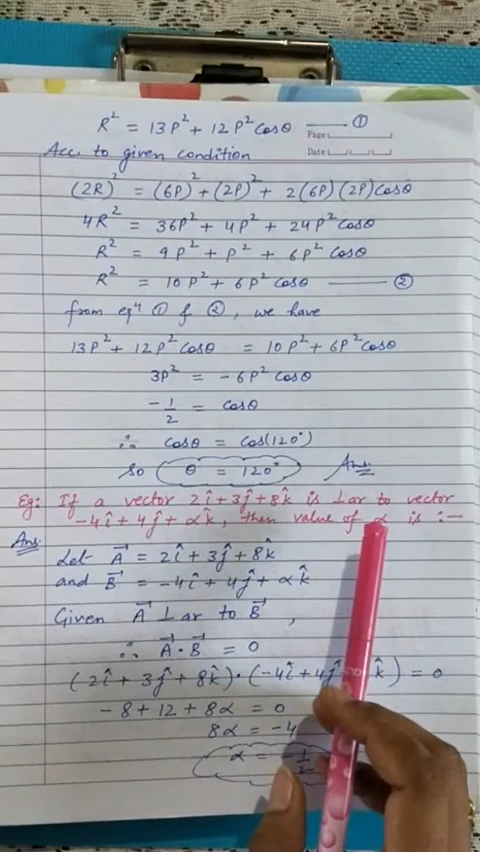 R² = 13P² + 12P² cosθ —— ①
Page
Date
Acc. to given condition
(2R)² = (6P)² + (2P)² + 2(6P)(2P)cosθ
4R² = 36P² + 4P² + 24P² cosθ
R² = 9P² + P² + 6P² cosθ
R² = 10P² + 6P² cosθ —— ②
from eqⁿ ① & ②, we have
13P² + 12P² cosθ = 10P² + 6P² cosθ
3P² = -6P² cosθ
-1/2 = cosθ
∴ cosθ = cos(120°)
so θ = 120° Ans
Eg: If a vector 2î + 3ĵ + 8k̂ is ⊥ar to vector
-4î + 4ĵ + αk̂, then value of α is :-
Ans:
Let A⃗ = 2î + 3ĵ + 8k̂
and B⃗ = -4î + 4ĵ + αk̂
Given A⃗ ⊥ar to B⃗,
∴ A⃗ · B⃗ = 0
(2î + 3ĵ + 8k̂) · (-4î + 4ĵ k̂) = 0
-8 + 12 + 8α = 0
8α = -4
α = -1/2